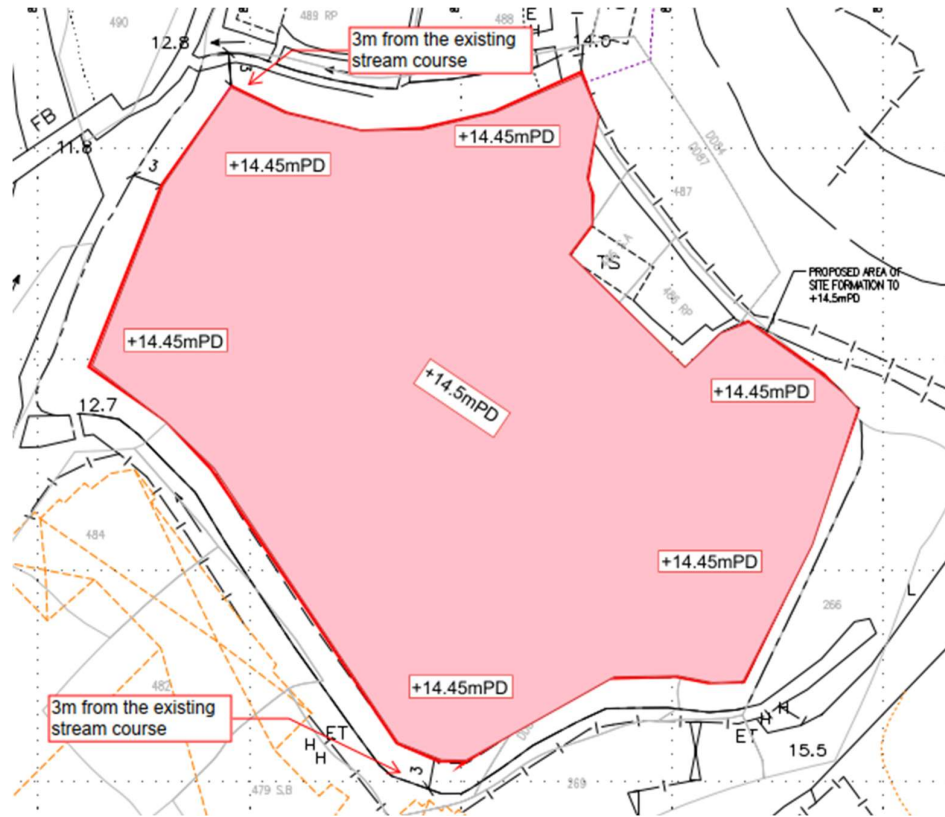 490
489 RP
488
E
H
12.8
3m from the existing
stream course
14.0
3
FB
11.8
3
+14.45mPD
+14.45mPD
DD84
DD87
487
TS
486 RP
PROPOSED AREA OF
SITE FORMATION TO
+14.5mPD
+14.45mPD
+14.5mPD
+14.45mPD
12.7
484
+14.45mPD
266
L
482
+14.45mPD
3m from the existing
stream course
ET
H
H
3
H
H
ET
15.5
479 S.B
269